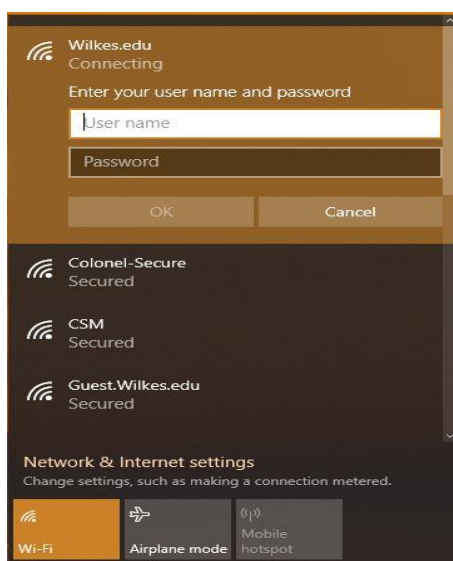 Wilkes.edu
Connecting
Enter your user name and password
User name
Password
OK
Cancel
Colonel-Secure
Secured
CSM
Secured
Guest.Wilkes.edu
Secured
Network & Internet settings
Change settings, such as making a connection metered.
Wi-Fi
Airplane mode
Mobile
hotspot